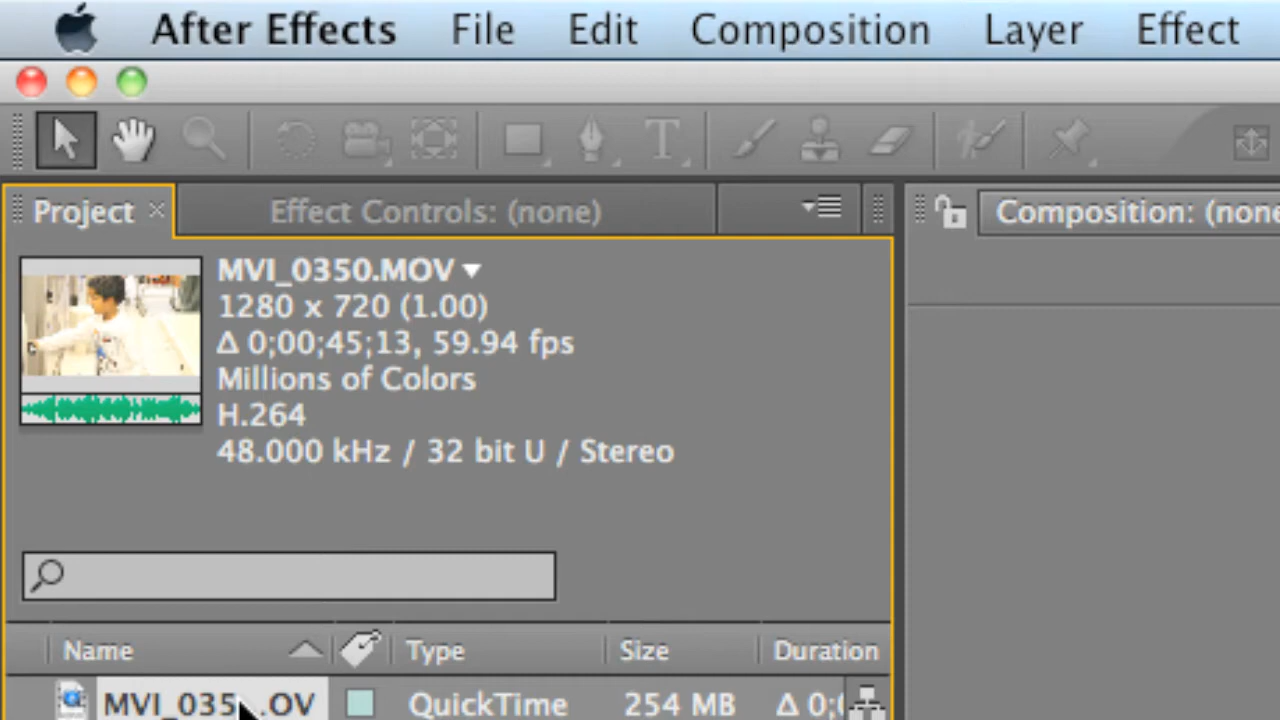 After Effects File Edit Composition Layer Effect
T
Project × Effect Controls: (none)
Composition: (none
MVI_0350.MOV
1280 x 720 (1.00)
Δ 0;00;45;13, 59.94 fps
Millions of Colors
H.264
48.000 kHz / 32 bit U / Stereo
Name Type Size Duration
MVI_035 .OV QuickTime 254 MB Δ 0;0